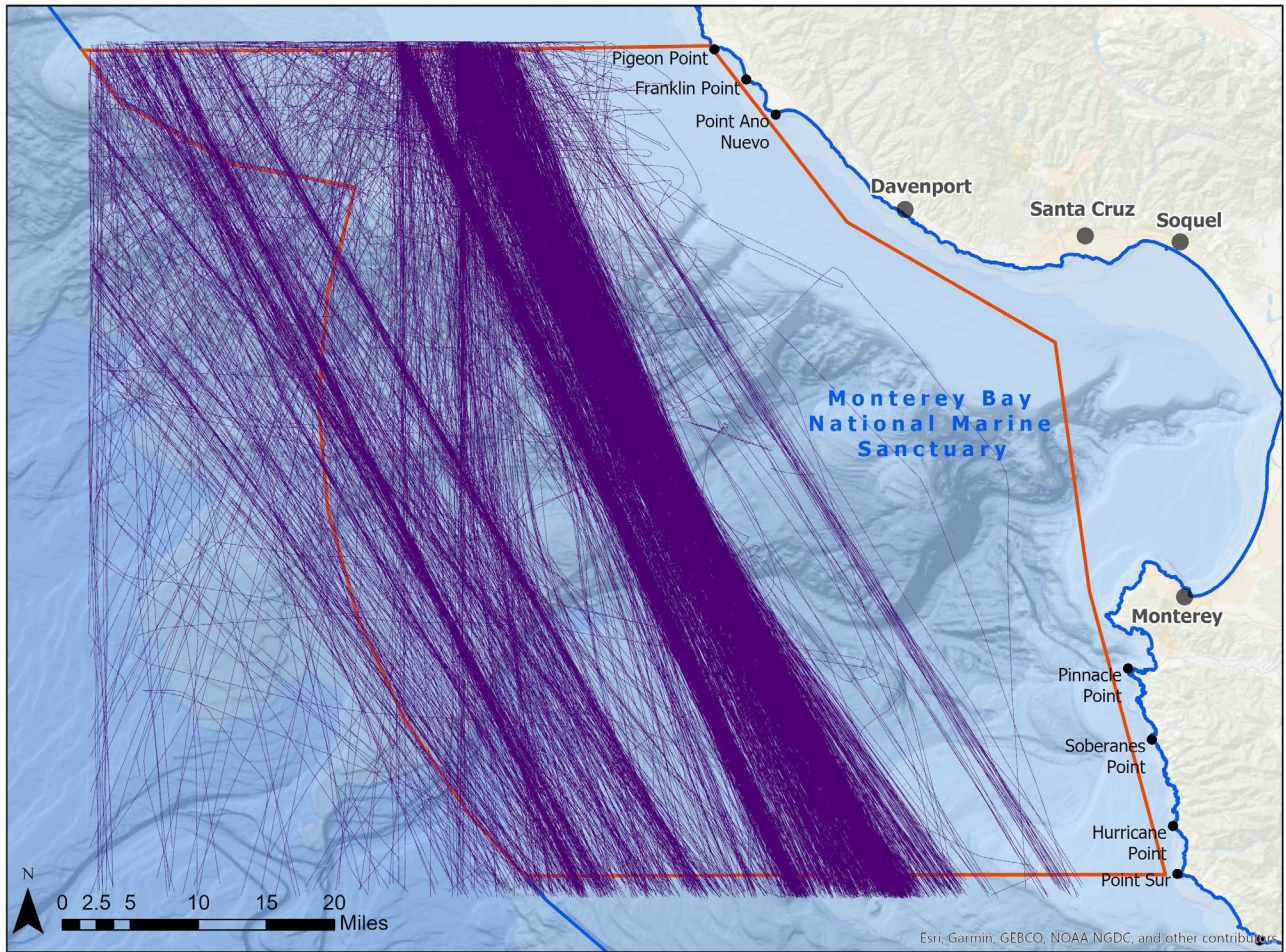 Pigeon Point
Franklin Point
Point Ano
Nuevo
Davenport
Santa Cruz
Soquel
Monterey Bay
National Marine
Sanctuary
Monterey
Pinnacle
Point
Soberanes
Point
Hurricane
Point
Point Sur
N
0 2.5 5 10 15 20
Miles
Esri, Garmin, GEBCO, NOAA NGDC, and other contributors